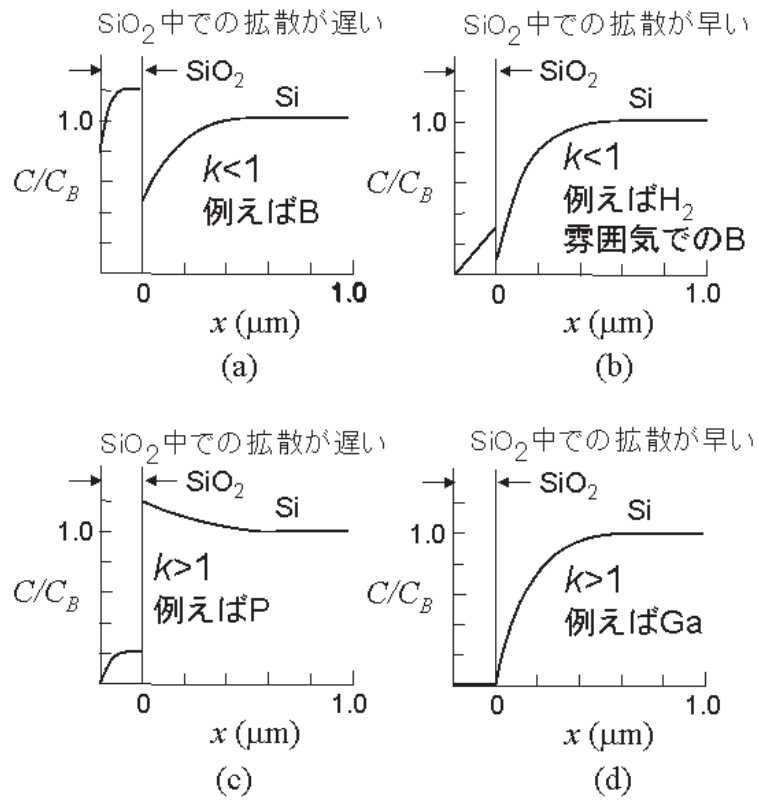 SiO2中での拡散が遅い
SiO2
Si
1.0
C/CB
k<1
例えばB
0
1.0
x (μm)
(a)
SiO2中での拡散が早い
SiO2
Si
1.0
C/CB
k<1
例えばH2
雰囲気でのB
0
1.0
x (μm)
(b)
SiO2中での拡散が遅い
SiO2
Si
1.0
C/CB
k>1
例えばP
0
1.0
x (μm)
(c)
SiO2中での拡散が早い
SiO2
Si
1.0
C/CB
k>1
例えばGa
0
1.0
x (μm)
(d)